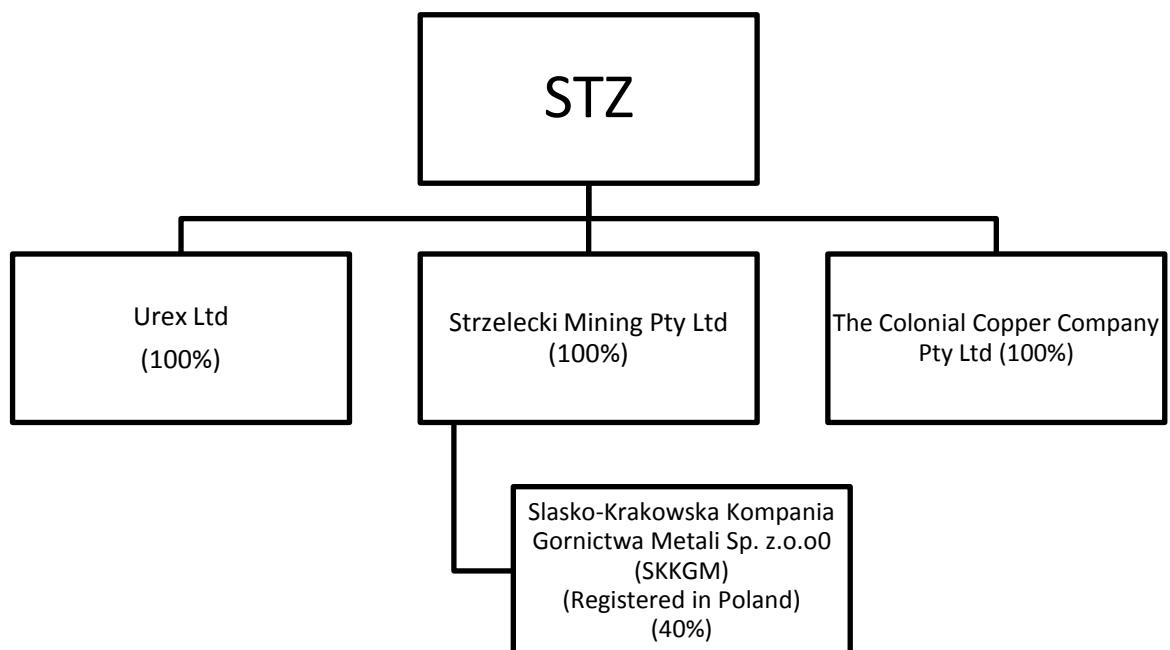 STZ
Urex Ltd
(100%)
Strzelecki Mining Pty Ltd
(100%)
The Colonial Copper Company
Pty Ltd (100%)
Slasko-Krakowska Kompania
Gornictwa Metali Sp. z.o.o0
(SKKGM)
(Registered in Poland)
(40%)